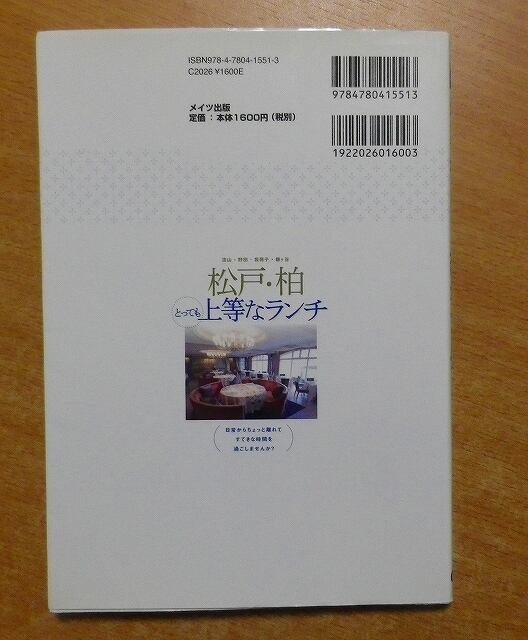 ISBN978-4-7804-1551-3
C2026 ¥1600E
9784780415513
メイツ出版
定価 : 本体1600円(税別)
1922026016003
流山・野田・我孫子・鎌ヶ谷
松戸・柏
とっても上等なランチ
日常からちょっと離れて
すてきな時間を
過ごしませんか?